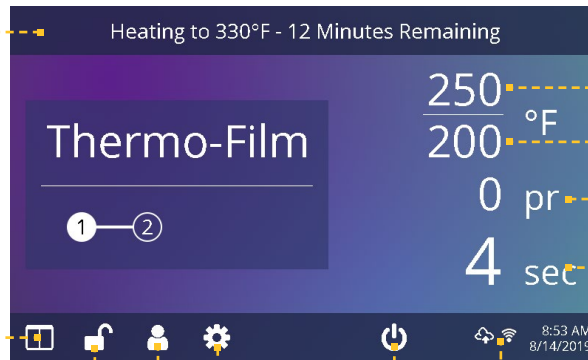 Heating to 330°F - 12 Minutes Remaining
Thermo-Film
1 2
250
200 °F
0 pr
4 sec
8:53 AM
8/14/2019